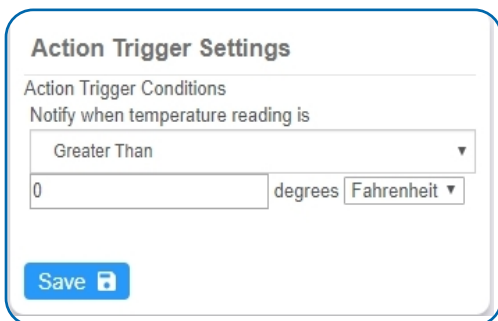 Action Trigger Settings
Action Trigger Conditions
Notify when temperature reading is
Greater Than
0 degrees Fahrenheit
Save